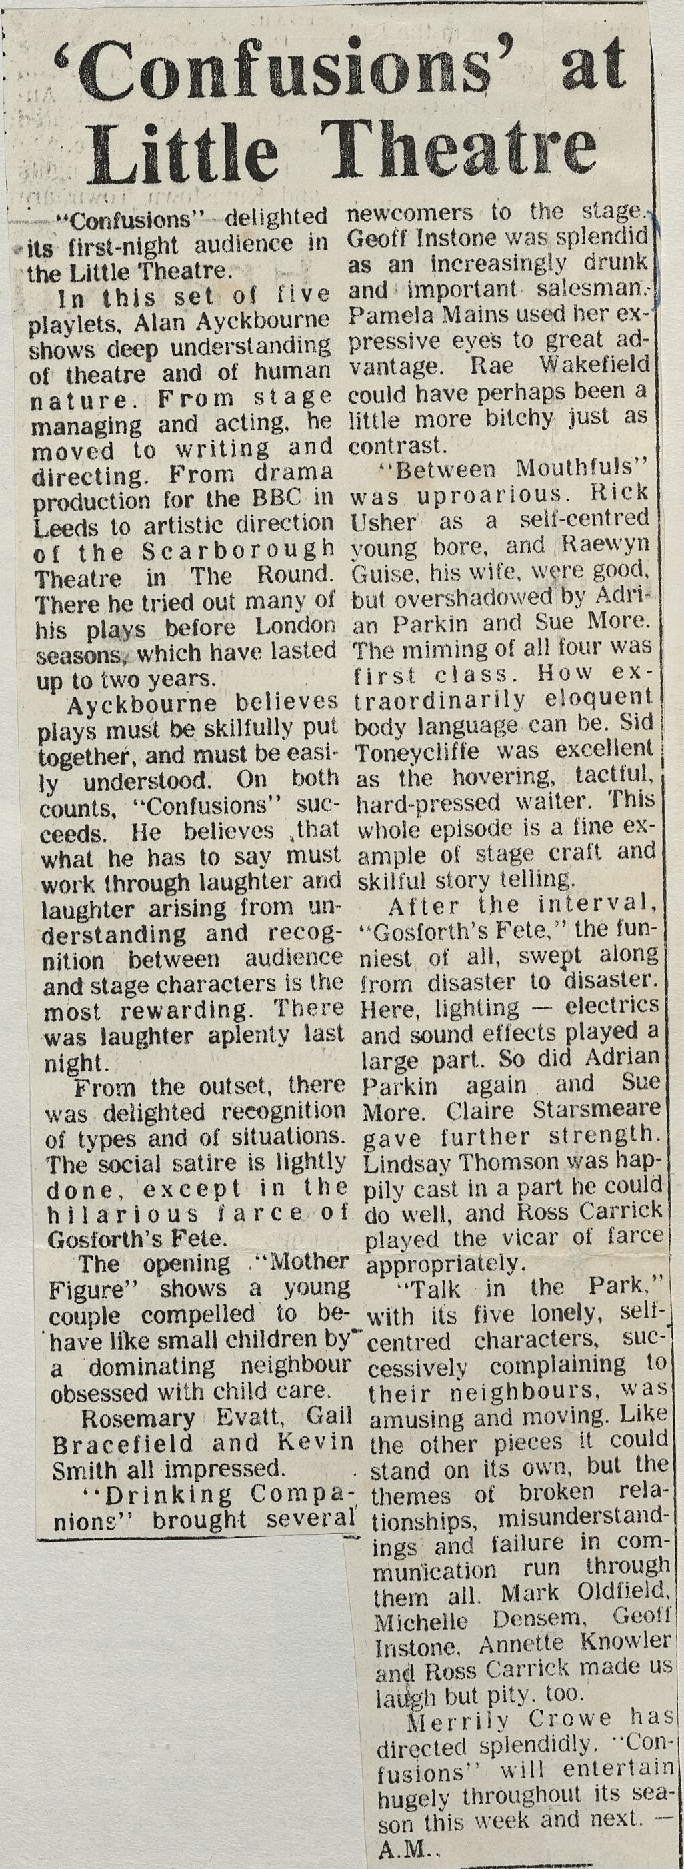 ‘Confusions’ at
Little Theatre
“Confusions” delighted
its first-night audience in
the Little Theatre.
In this set of five
playlets, Alan Ayckbourne
shows deep understanding
of theatre and of human
nature. From stage
managing and acting, he
moved to writing and
directing. From drama
production for the BBC in
Leeds to artistic direction
of the Scarborough
Theatre in The Round.
There he tried out many of
his plays before London
seasons, which have lasted
up to two years.
Ayckbourne believes
plays must be skilfully put
together, and must be easi-
ly understood. On both
counts, “Confusions” suc-
ceeds. He believes that
what he has to say must
work through laughter and
laughter arising from un-
derstanding and recog-
nition between audience
and stage characters is the
most rewarding. There
was laughter aplenty last
night.
From the outset, there
was delighted recognition
of types and of situations.
The social satire is lightly
done, except in the
hilarious farce of
Gosforth’s Fete.
The opening “Mother
Figure” shows a young
couple compelled to be-
have like small children by
a dominating neighbour
obsessed with child care.
Rosemary Evatt, Gail
Bracefield and Kevin
Smith all impressed.
“Drinking Compa-
nions” brought several
newcomers to the stage.
Geoff Instone was splendid
as an increasingly drunk
and important salesman.
Pamela Mains used her ex-
pressive eyes to great ad-
vantage. Rae Wakefield
could have perhaps been a
little more bitchy just as
contrast.
“Between Mouthfuls”
was uproarious. Rick
Usher as a self-centred
young bore, and Raewyn
Guise, his wife, were good,
but overshadowed by Adri-
an Parkin and Sue More.
The miming of all four was
first class. How ex-
traordinarily eloquent
body language can be. Sid
Toneycliffe was excellent
as the hovering, tactful,
hard-pressed waiter. This
whole episode is a fine ex-
ample of stage craft and
skilful story telling.
After the interval,
“Gosforth’s Fete,” the fun-
niest of all, swept along
from disaster to disaster.
Here, lighting — electrics
and sound effects played a
large part. So did Adrian
Parkin again and Sue
More. Claire Starsmeare
gave further strength.
Lindsay Thomson was hap-
pily cast in a part he could
do well, and Ross Carrick
played the vicar of farce
appropriately.
“Talk in the Park,”
with its five lonely, self-
centred characters, suc-
cessively complaining to
their neighbours, was
amusing and moving. Like
the other pieces it could
stand on its own, but the
themes of broken rela-
tionships, misunderstand-
ings and failure in com-
munication run through
them all. Mark Oldfield,
Michelle Densem, Geoff
Instone, Annette Knowler
and Ross Carrick made us
laugh but pity, too.
Merrily Crowe has
directed splendidly. “Con-
fusions” will entertain
hugely throughout its sea-
son this week and next. —
A.M..